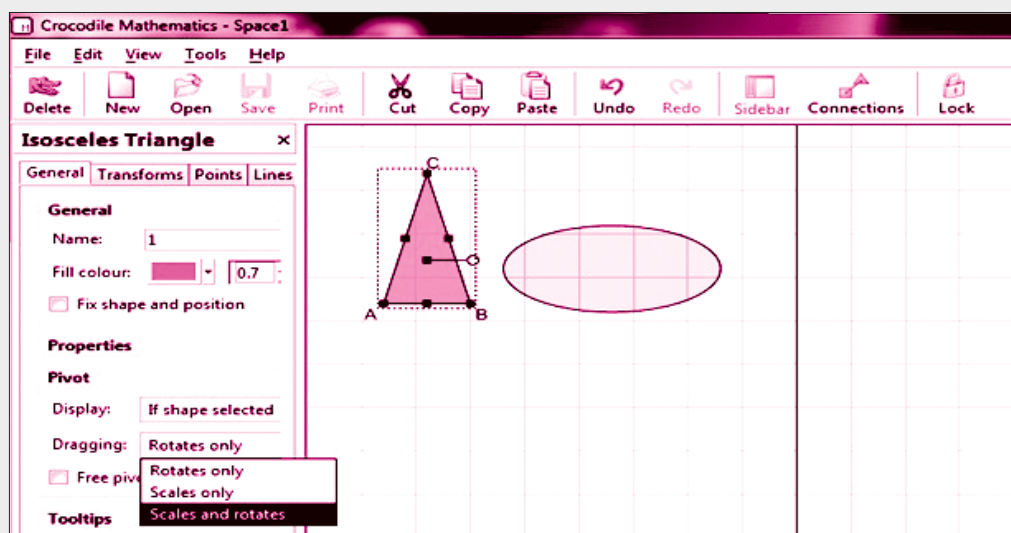 Crocodile Mathematics - Space1
File Edit View Tools Help
Delete New Open Save Print Cut Copy Paste Undo Redo Sidebar Connections Lock
Isosceles Triangle ×
General Transforms Points Lines
General
Name: 1
Fill colour: 0.7
Fix shape and position
Properties
Pivot
Display: If shape selected
Dragging: Rotates only
Free pive
Rotates only
Scales only
Scales and rotates
Tooltips
C
A B